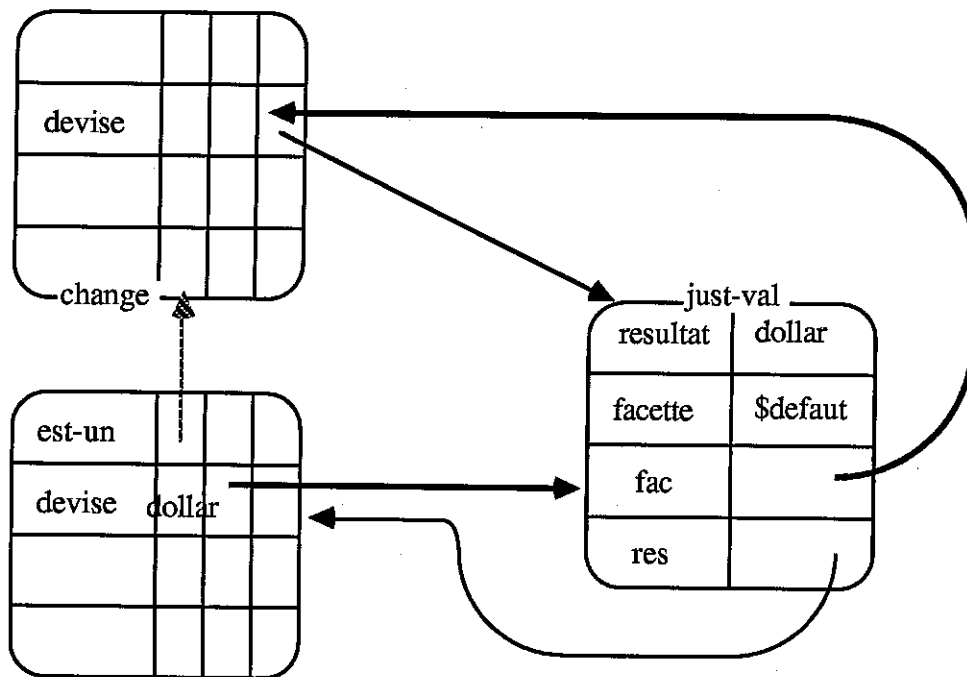 devise
change
just-val
resultat dollar
facette $defaut
fac
res
est-un
devise dollar